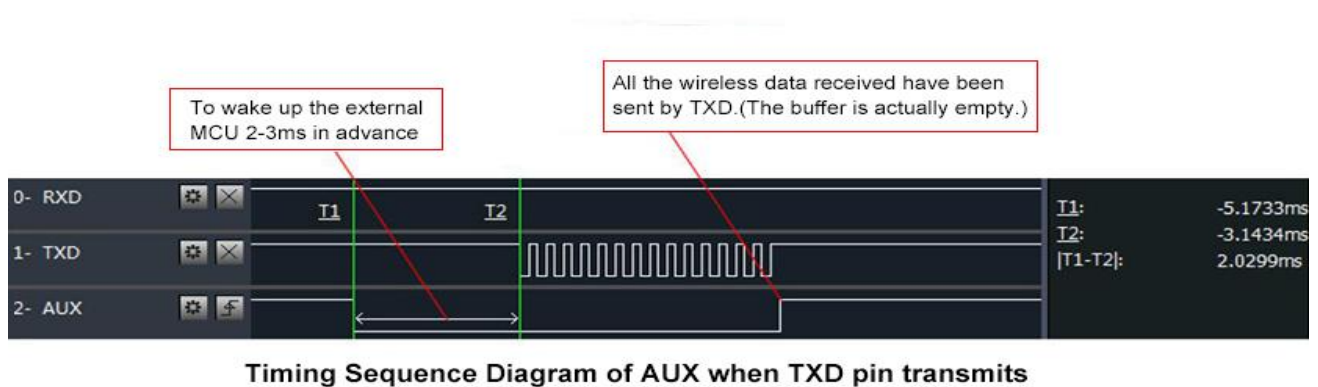 To wake up the external
MCU 2-3ms in advance
All the wireless data received have been
sent by TXD.(The buffer is actually empty.)
0- RXD
T1
T2
1- TXD
2- AUX
T1: -5.1733ms
T2: -3.1434ms
|T1-T2|: 2.0299ms
Timing Sequence Diagram of AUX when TXD pin transmits